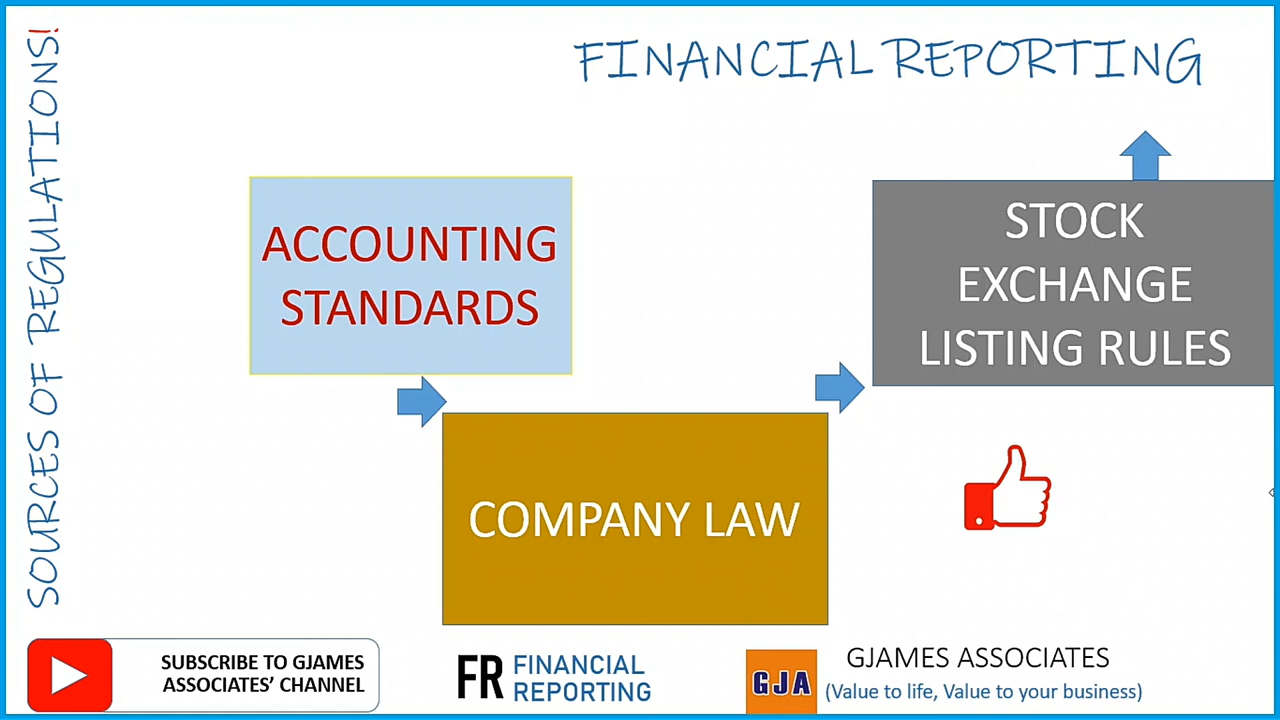 SOURCES OF REGULATIONS!
FINANCIAL REPORTING
ACCOUNTING
STANDARDS
STOCK
EXCHANGE
LISTING RULES
COMPANY LAW
SUBSCRIBE TO GJAMES
ASSOCIATES' CHANNEL
FR FINANCIAL
REPORTING
GJA
GJAMES ASSOCIATES
(Value to life, Value to your business)